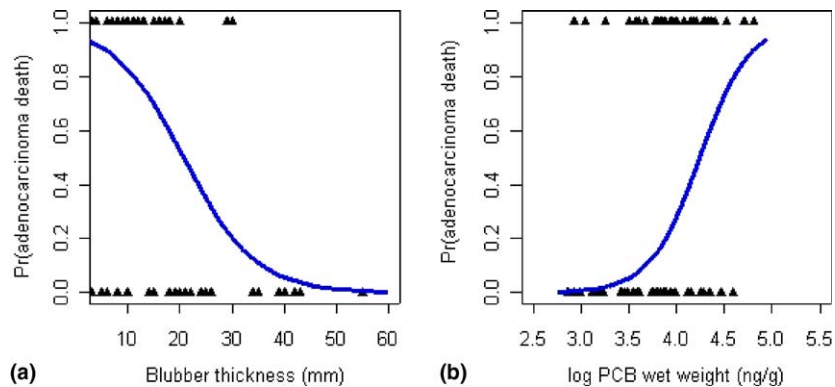 Pr(adenocarcinoma death)
0.0 0.2 0.4 0.6 0.8 1.0
10 20 30 40 50 60
(a) Blubber thickness (mm)
Pr(adenocarcinoma death)
0.0 0.2 0.4 0.6 0.8 1.0
2.5 3.0 3.5 4.0 4.5 5.0 5.5
(b) log PCB wet weight (ng/g)